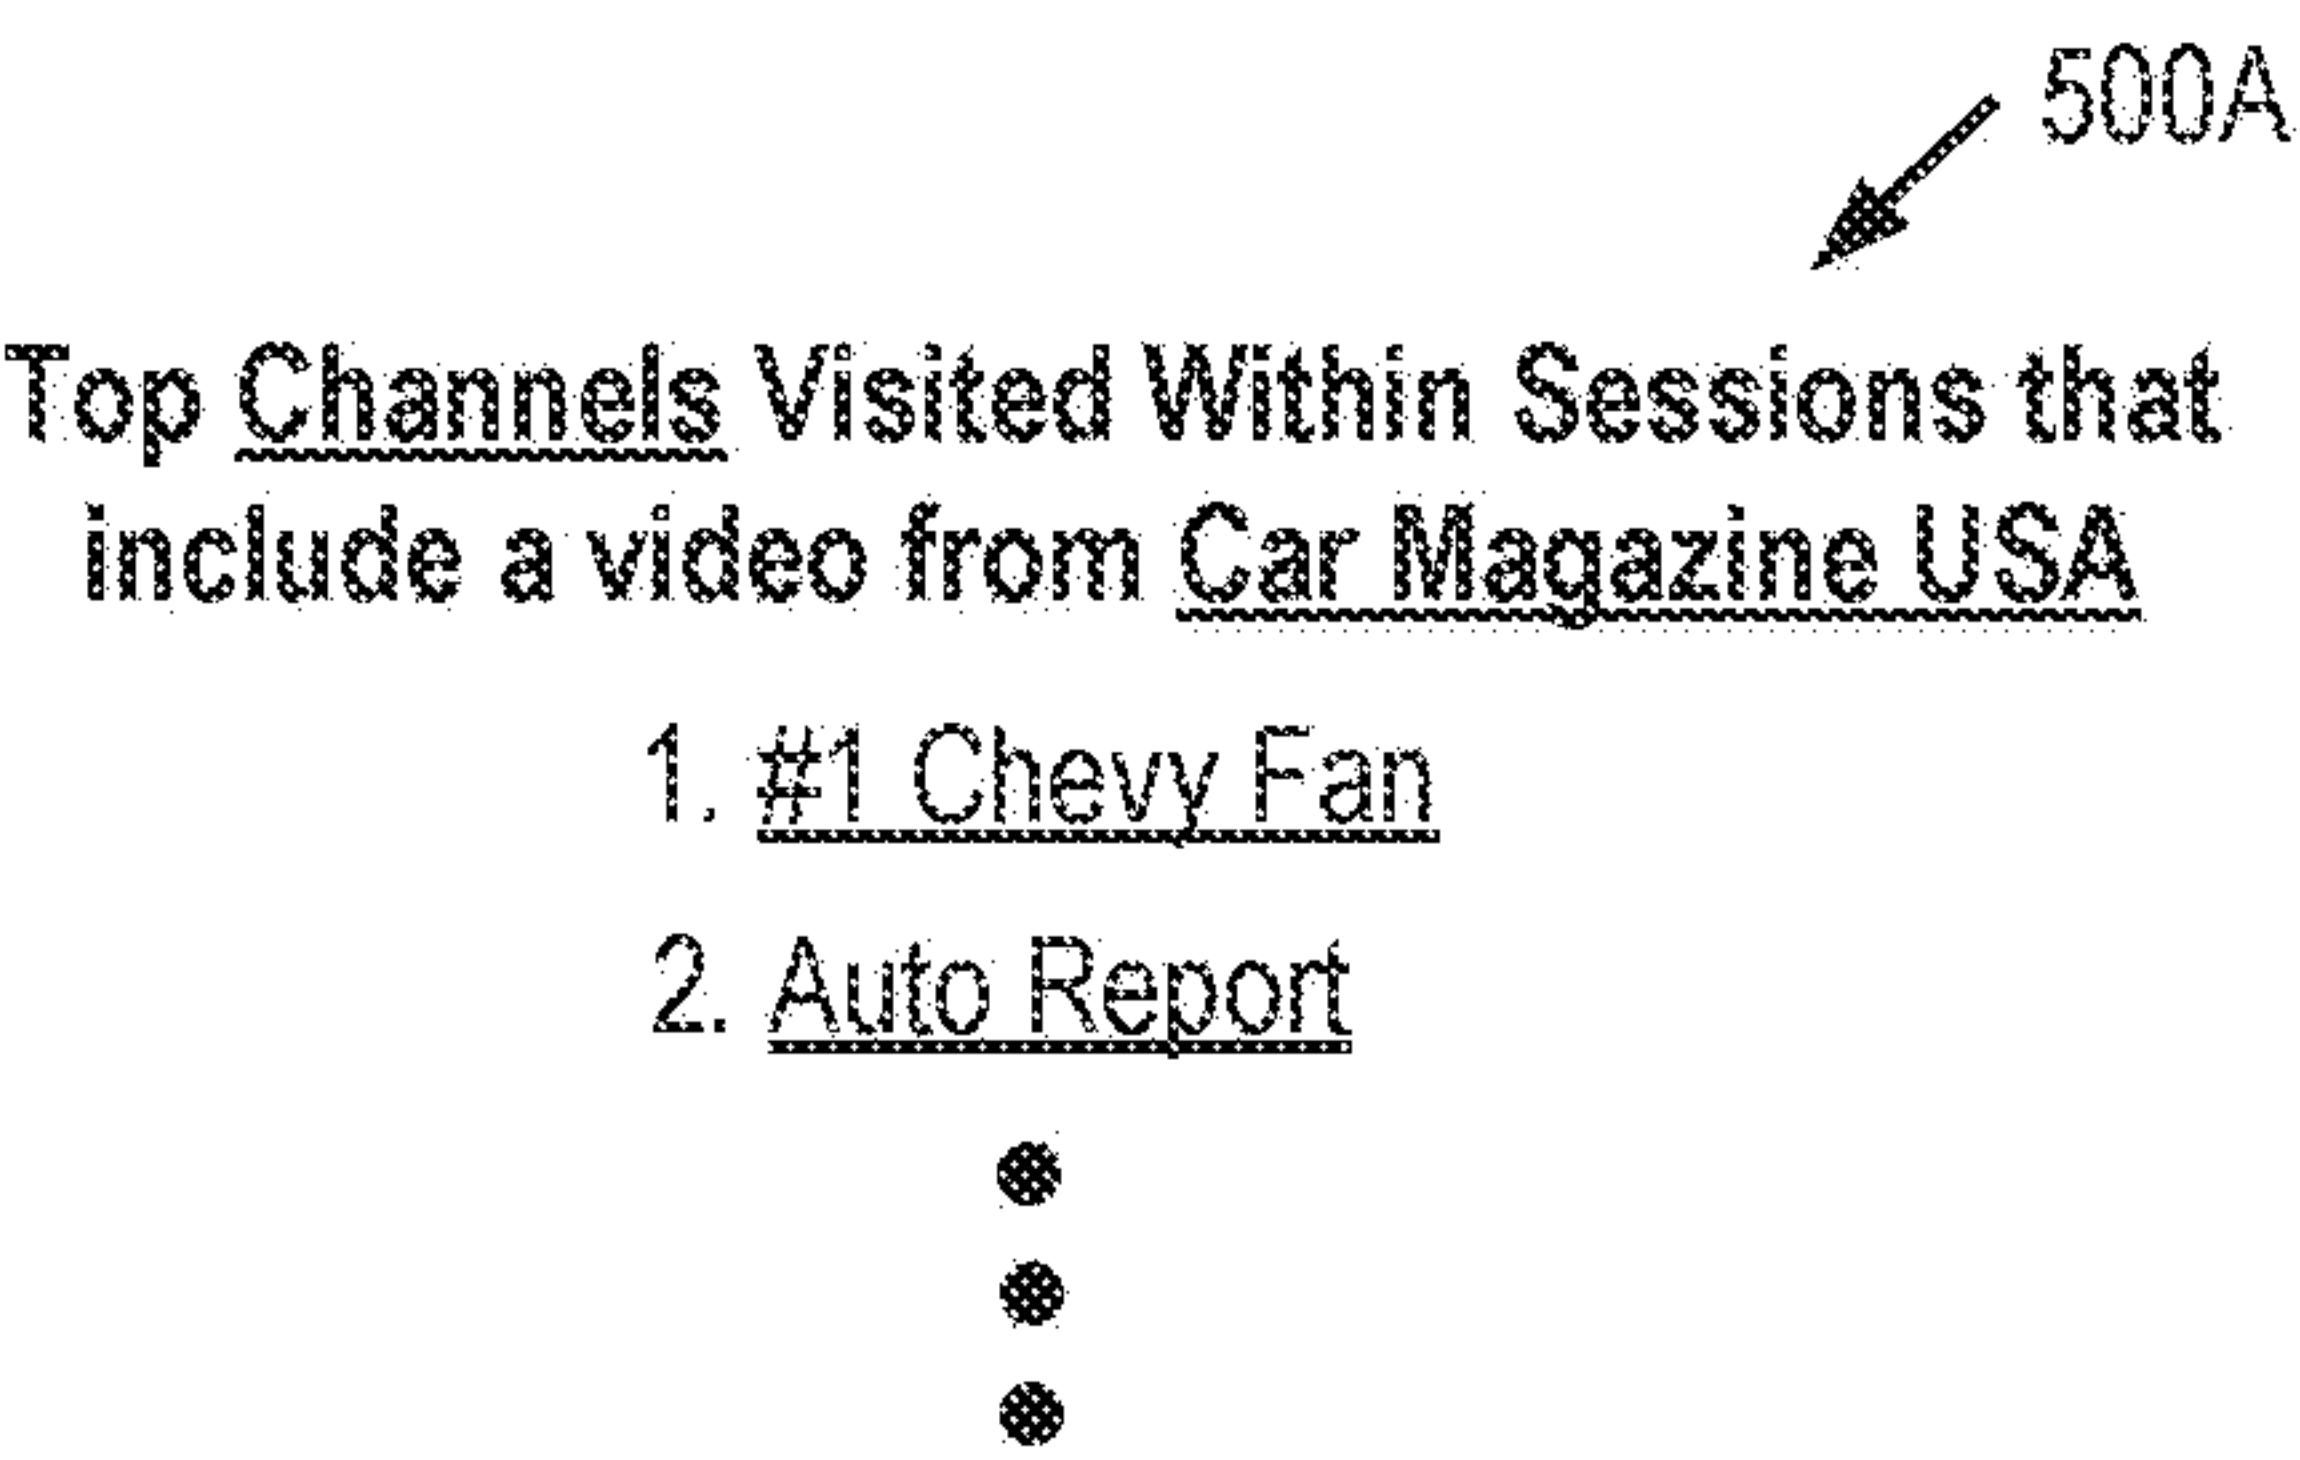 500A
Top Channels Visited Within Sessions that
include a video from Car Magazine USA
1. #1 Chevy Fan
2. Auto Report